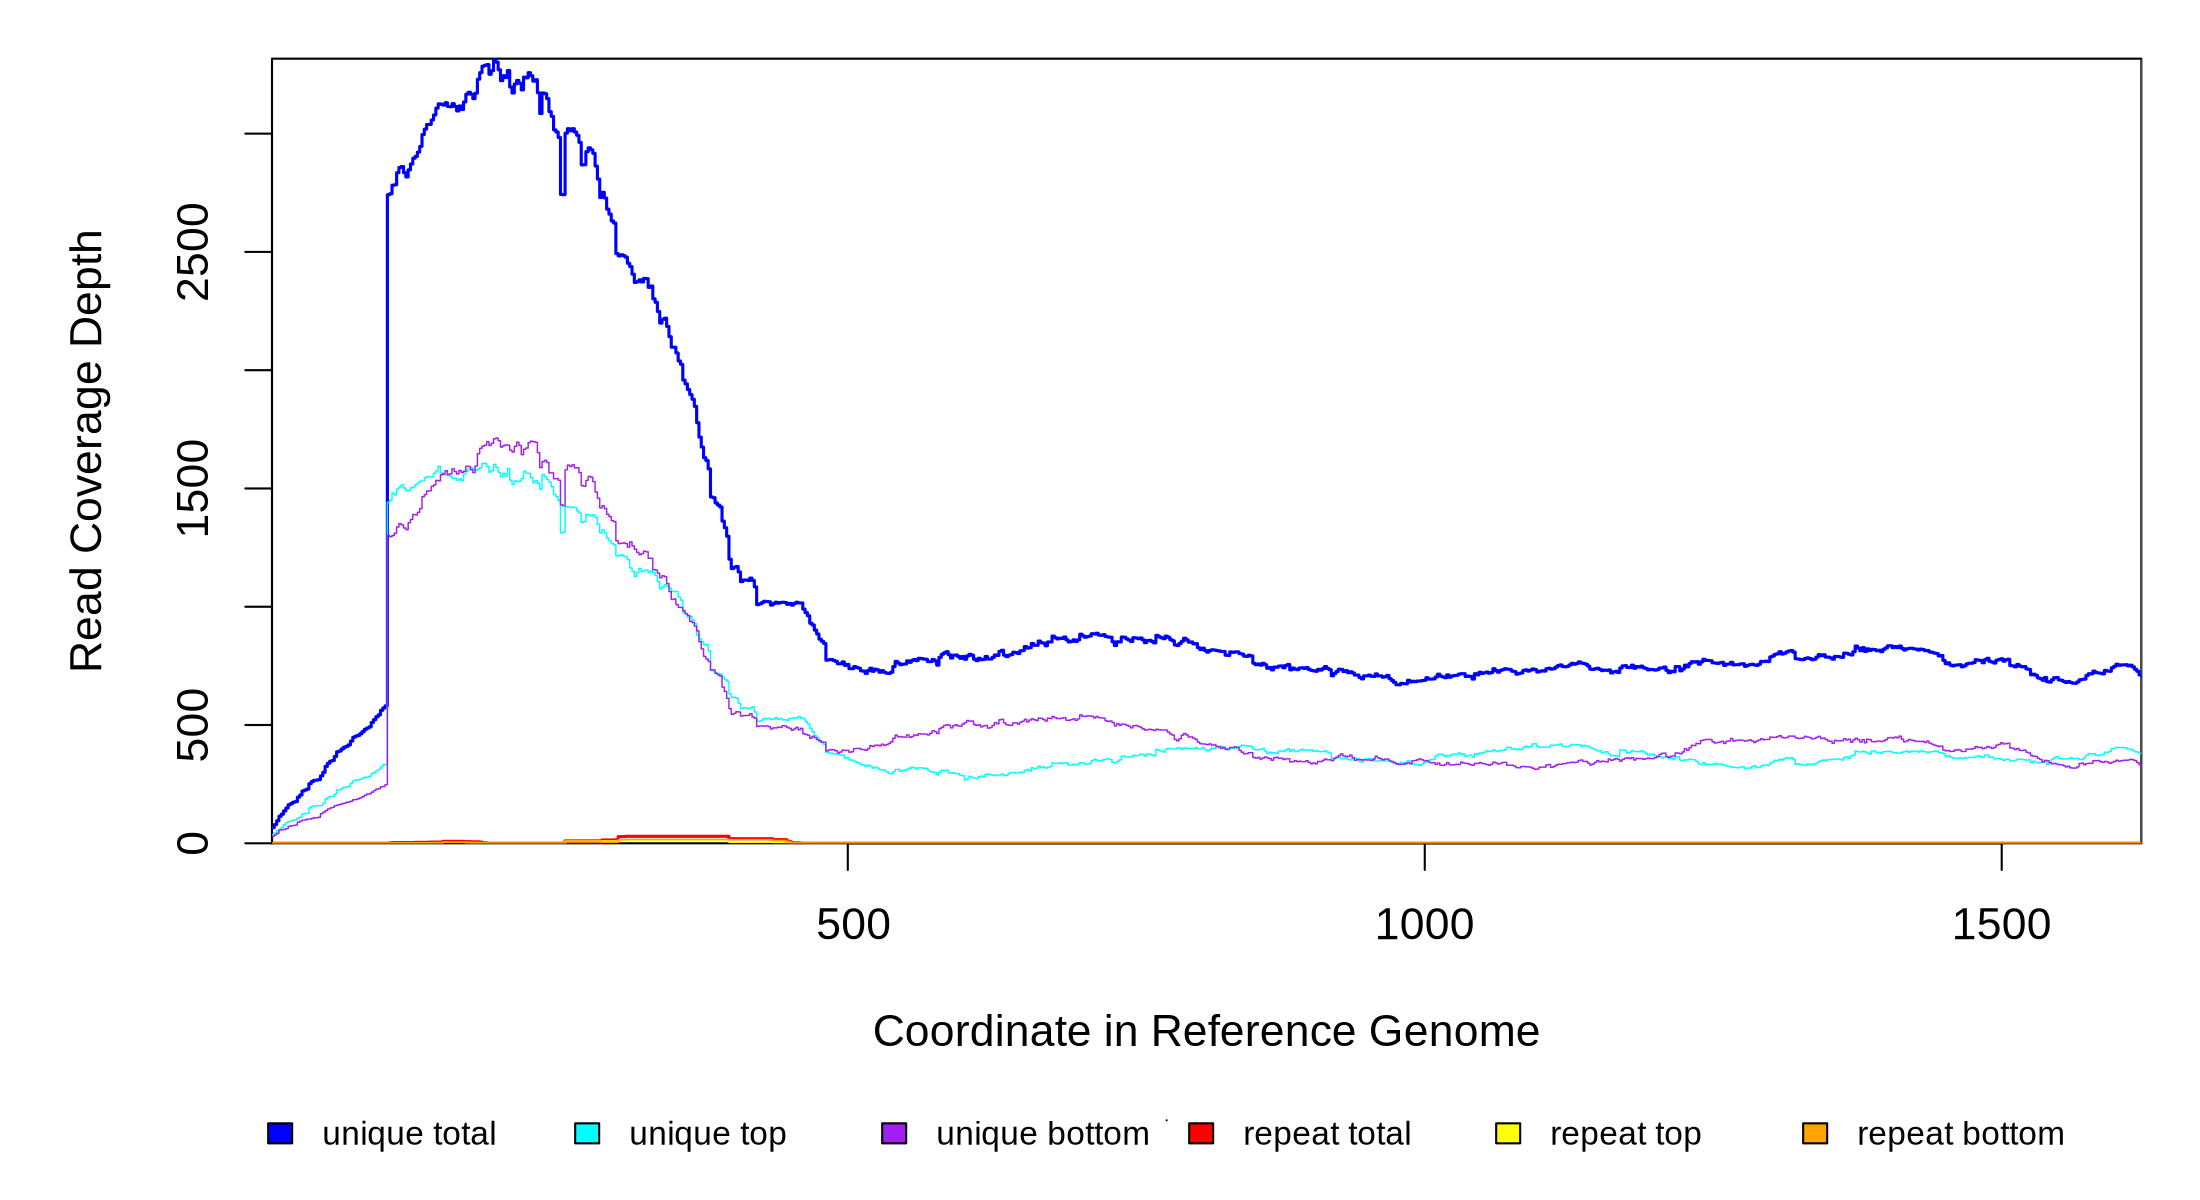 Read Coverage Depth
2500
1500
500
0
500 1000 1500
Coordinate in Reference Genome
unique total unique top unique bottom repeat total repeat top repeat bottom